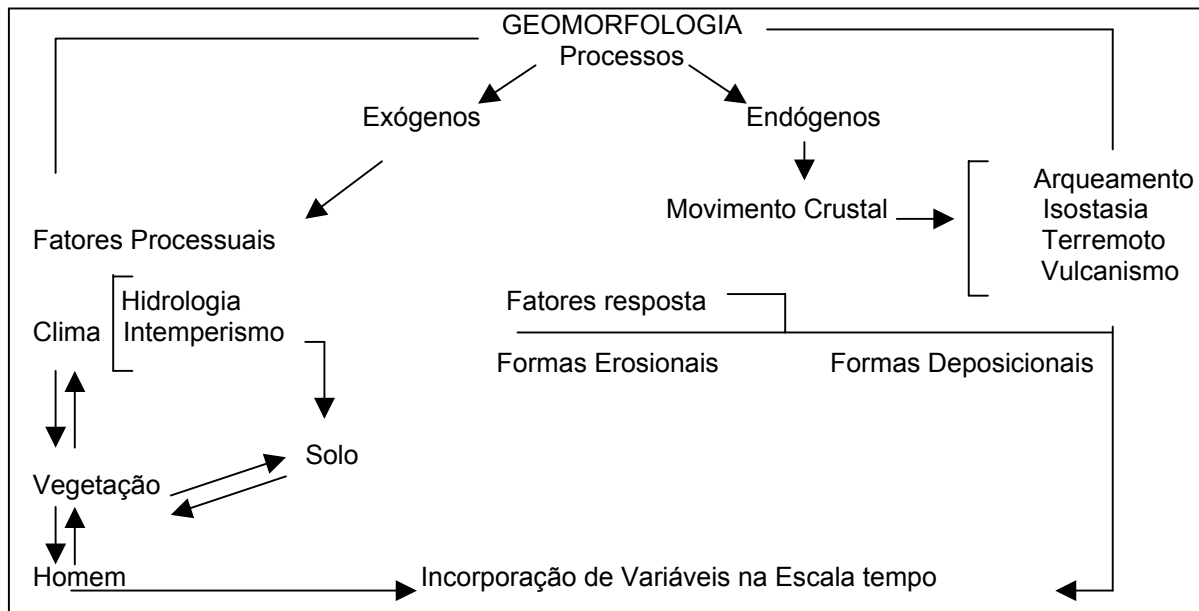 GEOMORFOLOGIA
Processos
Exógenos
Endógenos
Movimento Crustal
Arqueamento
Isostasia
Terremoto
Vulcanismo
Fatores Processuais
Hidrologia
Clima
Intemperismo
Fatores resposta
Formas Erosionais
Formas Deposicionais
Solo
Vegetação
Homem
Incorporação de Variáveis na Escala tempo